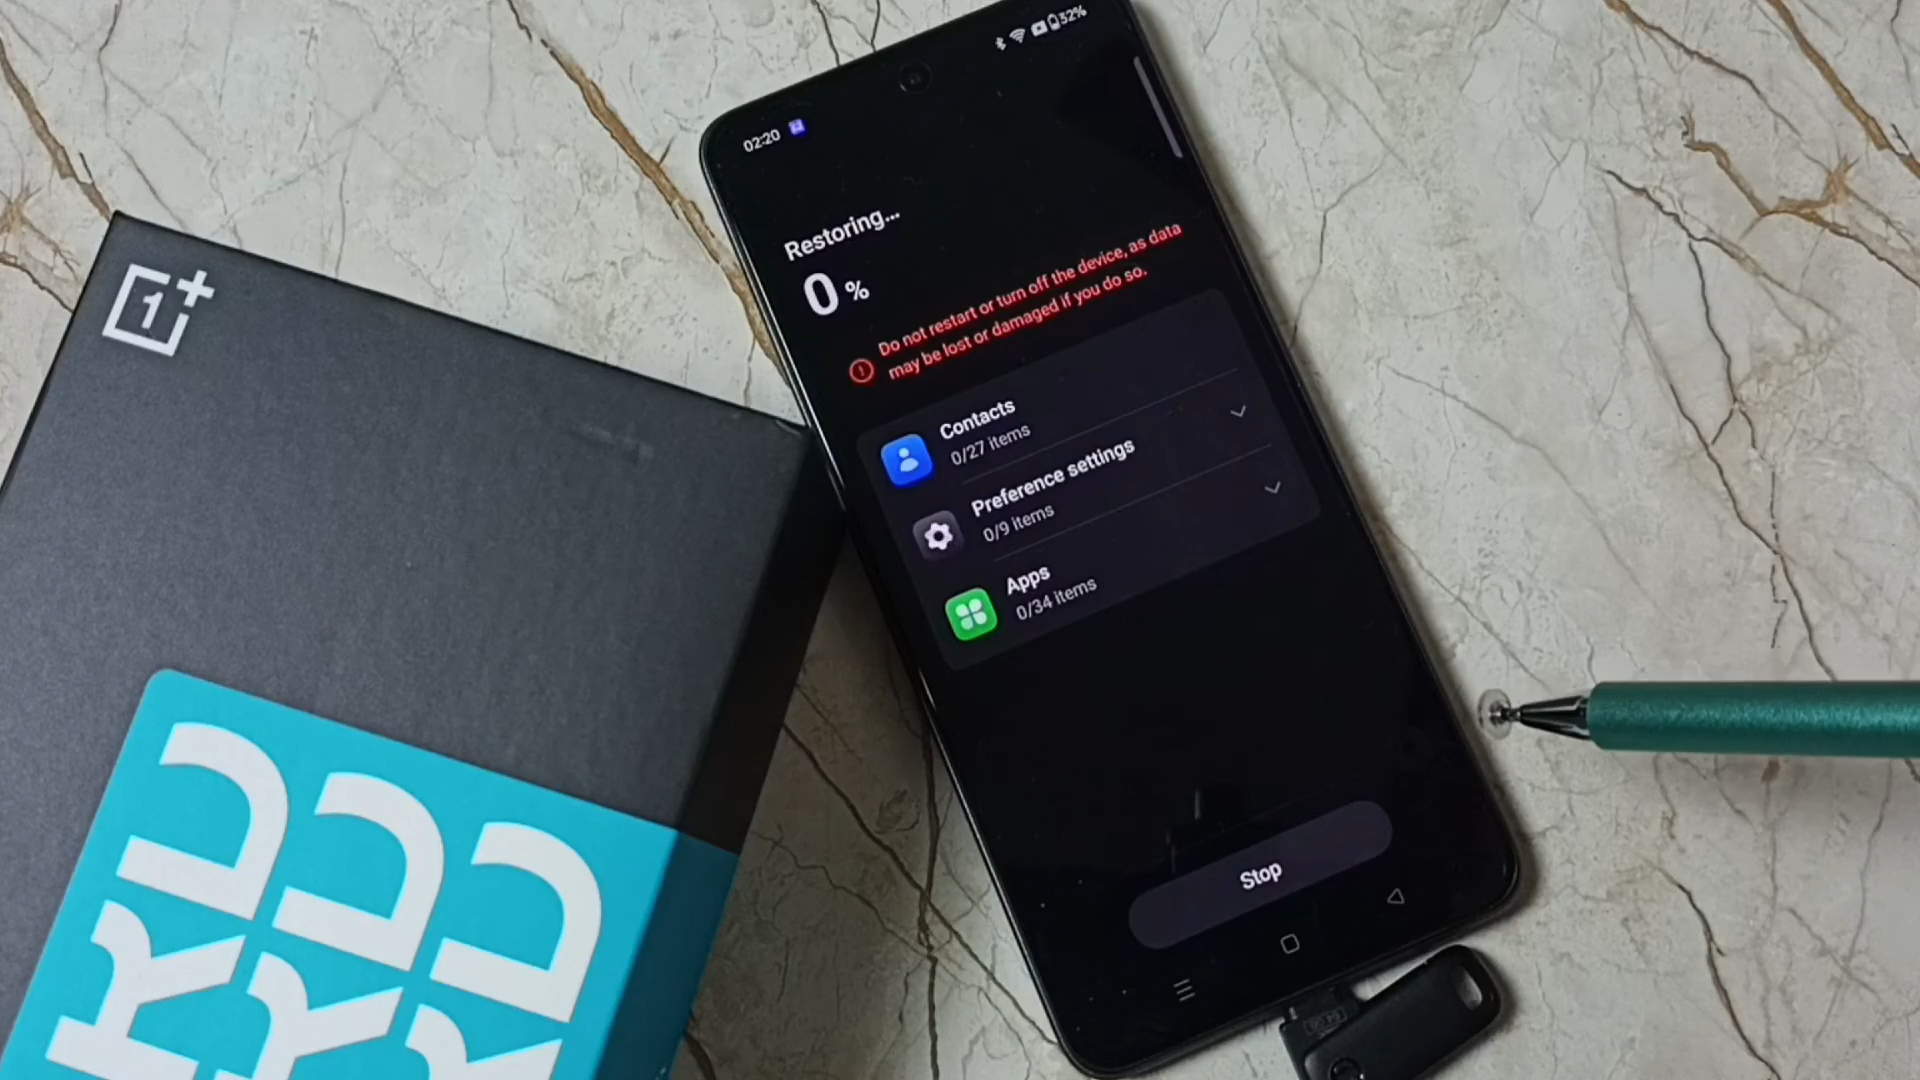 02:20
32%
Restoring...
0 %
Do not restart or turn off the device, as data
may be lost or damaged if you do so.
Contacts
0/27 items
Preference settings
0/9 items
Apps
0/34 items
Stop
1+